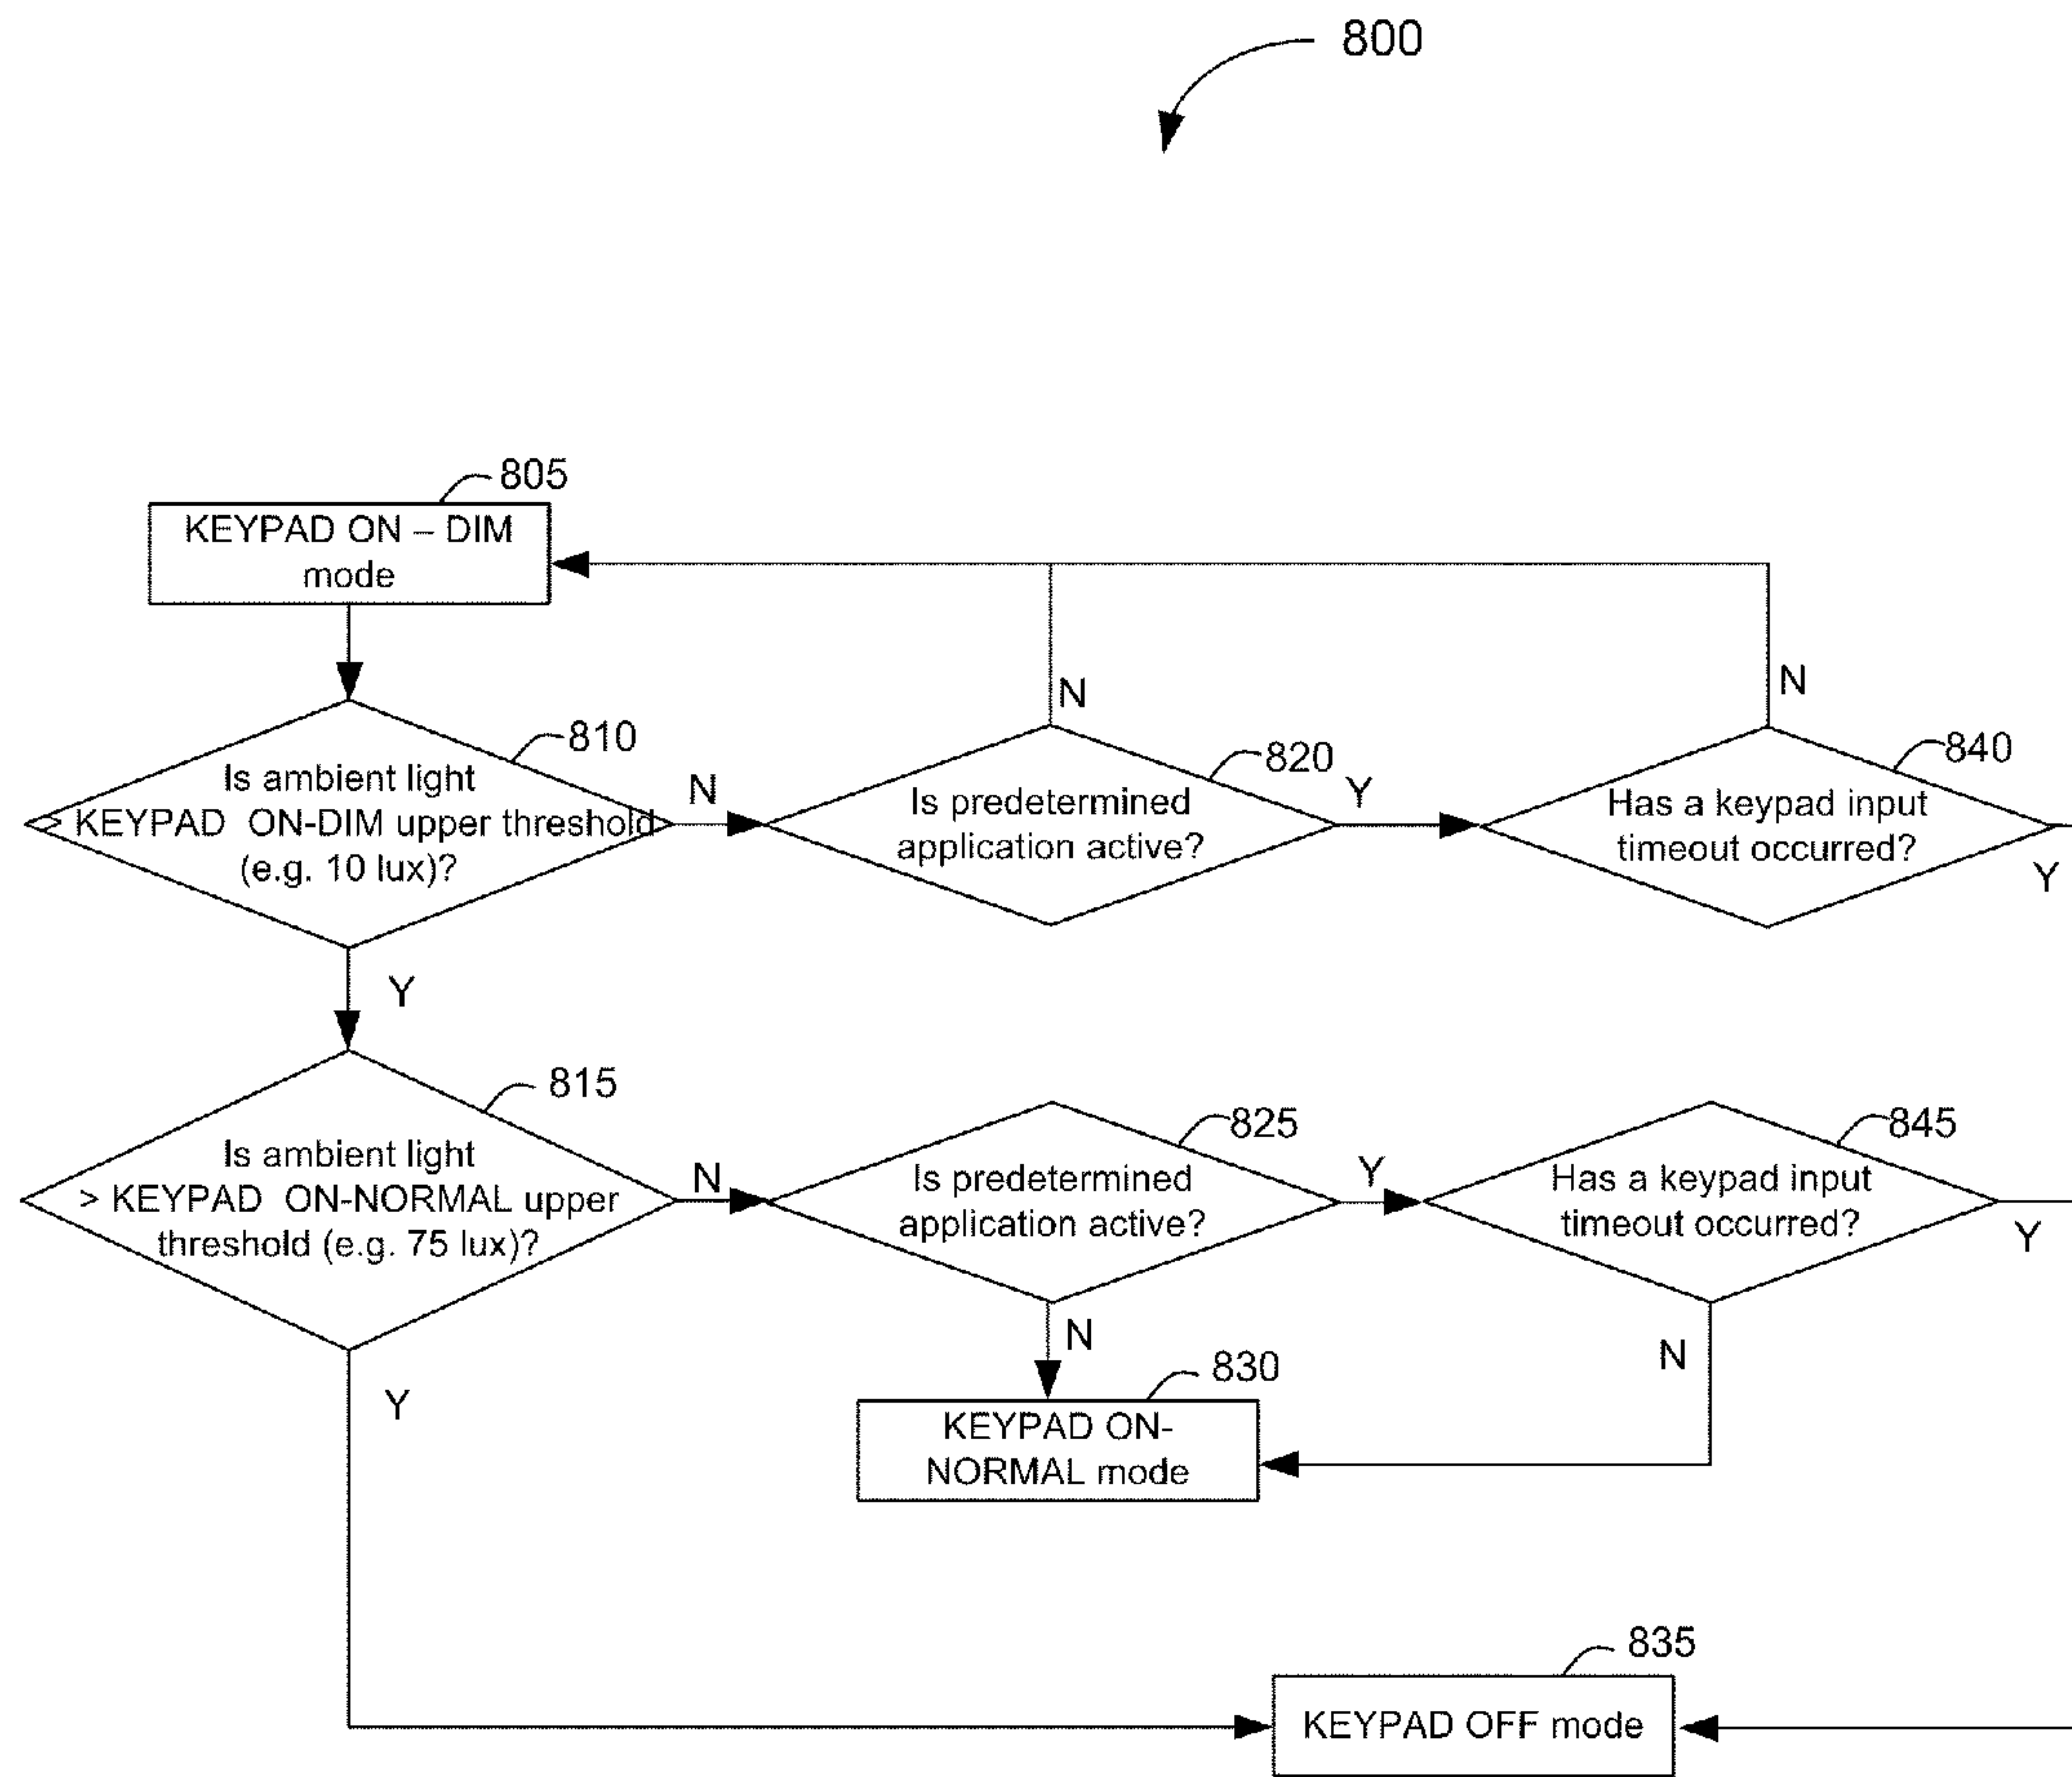 800
805
KEYPAD ON – DIM
mode
810
Is ambient light
> KEYPAD ON-DIM upper threshold
(e.g. 10 lux)?
N
820
Is predetermined
application active?
N
Y
840
Has a keypad input
timeout occurred?
N
Y
Y
815
Is ambient light
> KEYPAD ON-NORMAL upper
threshold (e.g. 75 lux)?
N
825
Is predetermined
application active?
Y
845
Has a keypad input
timeout occurred?
Y
N
N
830
KEYPAD ON-
NORMAL mode
Y
835
KEYPAD OFF mode